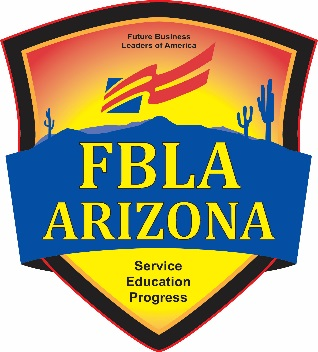 Future Business
Leaders of America
FBLA
ARIZONA
Service
Education
Progress